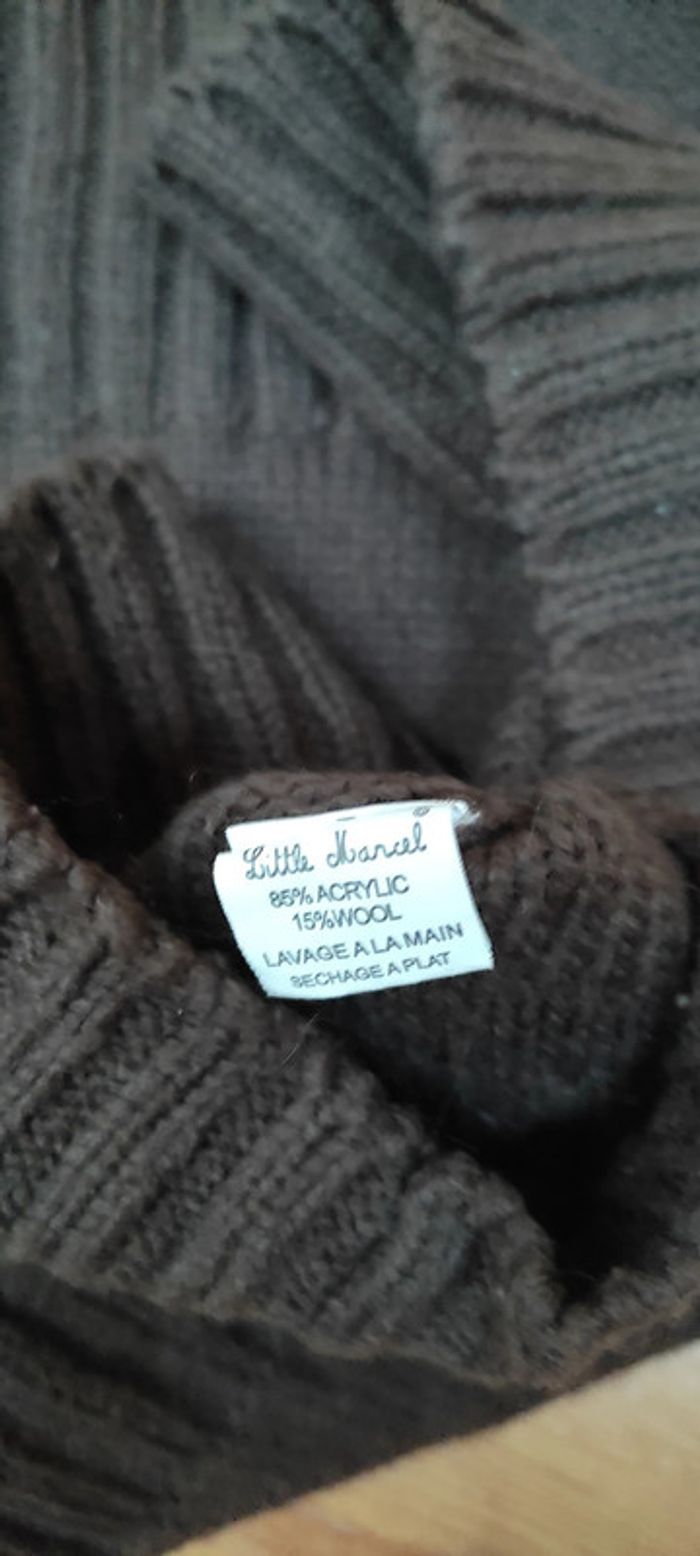 Little Marcel
85% ACRYLIC
15%WOOL
LAVAGE A LA MAIN
SECHAGE A PLAT